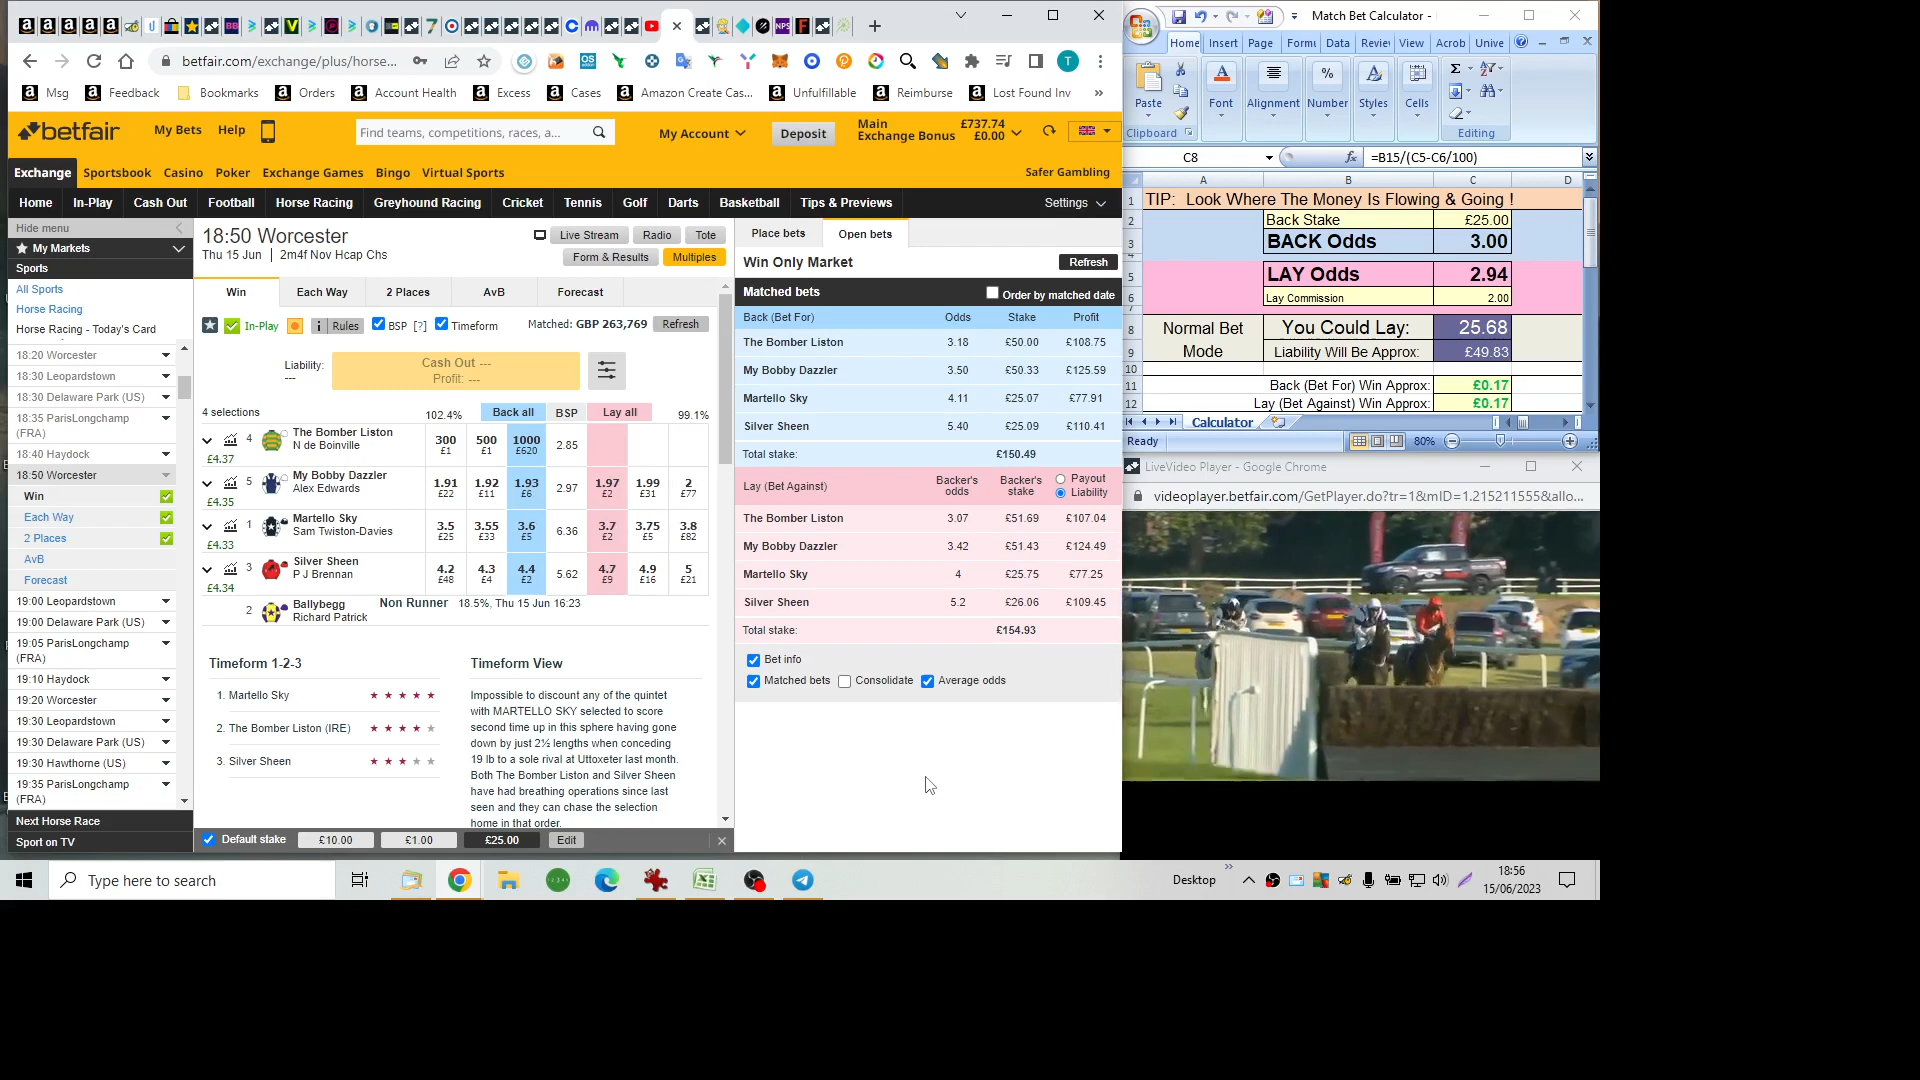 betfair.com/exchange/plus/horse...
T
Msg
Feedback
Bookmarks
Orders
Account Health
Excess
Cases
Amazon Create Cas...
Unfulfillable
Reimburse
Lost Found Inv
»
betfair
My Bets
Help
Find teams, competitions, races, a...
My Account
Deposit
Main £737.74
Exchange Bonus £0.00
Exchange
Sportsbook
Casino
Poker
Exchange Games
Bingo
Virtual Sports
Safer Gambling
Home
In-Play
Cash Out
Football
Horse Racing
Greyhound Racing
Cricket
Tennis
Golf
Darts
Basketball
Tips & Previews
Settings
Hide menu
My Markets
Sports
All Sports
Horse Racing
Horse Racing - Today's Card
18:20 Worcester
18:30 Leopardstown
18:30 Delaware Park (US)
18:35 ParisLongchamp
(FRA)
18:40 Haydock
18:50 Worcester
Win
Each Way
2 Places
AvB
Forecast
19:00 Leopardstown
19:00 Delaware Park (US)
19:05 ParisLongchamp
(FRA)
19:10 Haydock
19:20 Worcester
19:30 Leopardstown
19:30 Delaware Park (US)
19:30 Hawthorne (US)
19:35 ParisLongchamp
(FRA)
Next Horse Race
Sport on TV
18:50 Worcester
Thu 15 Jun | 2m4f Nov Hcap Chs
Live Stream
Radio
Tote
Form & Results
Multiples
Win
Each Way
2 Places
AvB
Forecast
In-Play
i Rules
BSP [?]
Timeform
Matched: GBP 263,769
Refresh
Liability:
---
Cash Out ---
Profit: ---
4 selections
102.4%
Back all
BSP
Lay all
99.1%
4 The Bomber Liston
N de Boinville
£4.37
300 500 1000 2.85
£1 £1 £620
5 My Bobby Dazzler
Alex Edwards
£4.35
1.91 1.92 1.93 2.97 1.97 1.99 2
£22 £11 £6 £2 £31 £77
1 Martello Sky
Sam Twiston-Davies
£4.33
3.5 3.55 3.6 6.36 3.7 3.75 3.8
£25 £33 £5 £2 £5 £82
3 Silver Sheen
P J Brennan
£4.34
4.2 4.3 4.4 5.62 4.7 4.9 5
£48 £4 £2 £9 £16 £21
2 Ballybegg Non Runner 18.5%, Thu 15 Jun 16:23
Richard Patrick
Timeform 1-2-3
1. Martello Sky ★ ★ ★ ★ ★
2. The Bomber Liston (IRE) ★ ★ ★ ★ ★
3. Silver Sheen ★ ★ ★ ★ ★
Timeform View
Impossible to discount any of the quintet
with MARTELLO SKY selected to score
second time up in this sphere having gone
down by just 2½ lengths when conceding
19 lb to a sole rival at Uttoxeter last month.
Both The Bomber Liston and Silver Sheen
have had breathing operations since last
seen and they can chase the selection
home in that order.
Default stake
£10.00
£1.00
£25.00
Edit
Place bets
Open bets
Win Only Market
Refresh
Matched bets
Order by matched date
Back (Bet For) Odds Stake Profit
The Bomber Liston 3.18 £50.00 £108.75
My Bobby Dazzler 3.50 £50.33 £125.59
Martello Sky 4.11 £25.07 £77.91
Silver Sheen 5.40 £25.09 £110.41
Total stake: £150.49
Lay (Bet Against)
Backer's
odds
Backer's
stake
Payout
Liability
The Bomber Liston 3.07 £51.69 £107.04
My Bobby Dazzler 3.42 £51.43 £124.49
Martello Sky 4 £25.75 £77.25
Silver Sheen 5.2 £26.06 £109.45
Total stake: £154.93
Bet info
Matched bets
Consolidate
Average odds
Match Bet Calculator -
Home
Insert
Page
Formu
Data
Review
View
Acrob
Unive
Paste
Clipboard
Font
Alignment
Number
Styles
Cells
Editing
C8
fx
=B15/(C5-C6/100)
A B C D
1 TIP: Look Where The Money Is Flowing & Going !
2 Back Stake £25.00
3 BACK Odds 3.00
5 LAY Odds 2.94
6 Lay Commission 2.00
8 Normal Bet You Could Lay: 25.68
9 Mode Liability Will Be Approx: £49.83
10
11 Back (Bet For) Win Approx: £0.17
12 Lay (Bet Against) Win Approx: £0.17
Calculator
Ready
80%
LiveVideo Player - Google Chrome
videoplayer.betfair.com/GetPlayer.do?tr=1&mID=1.215211555&allo...
Type here to search
Desktop
»
18:56
15/06/2023